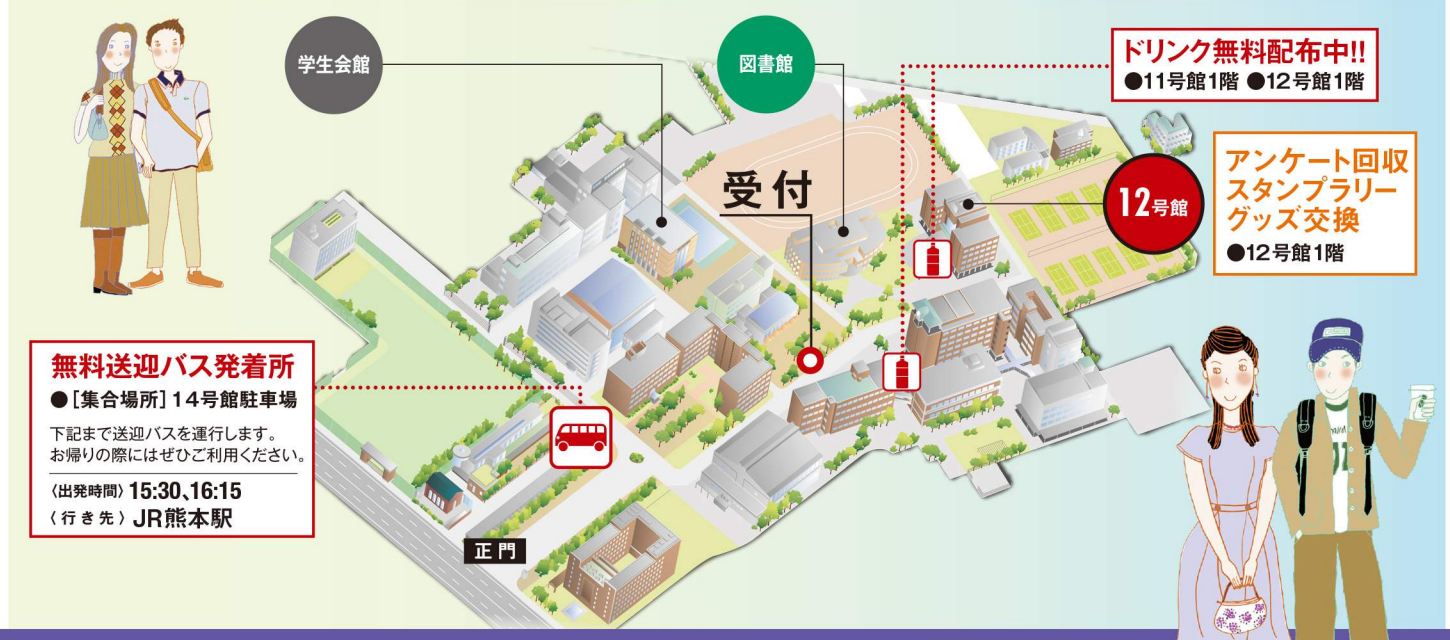 学生会館
図書館
ドリンク無料配布中!!
●11号館1階 ●12号館1階
受付
12号館
アンケート回収
スタンプラリー
グッズ交換
●12号館1階
無料送迎バス発着所
●[集合場所]14号館駐車場
下記まで送迎バスを運行します。
お帰りの際にはぜひご利用ください。
〈出発時間〉15:30、16:15
〈行き先〉JR熊本駅
正門